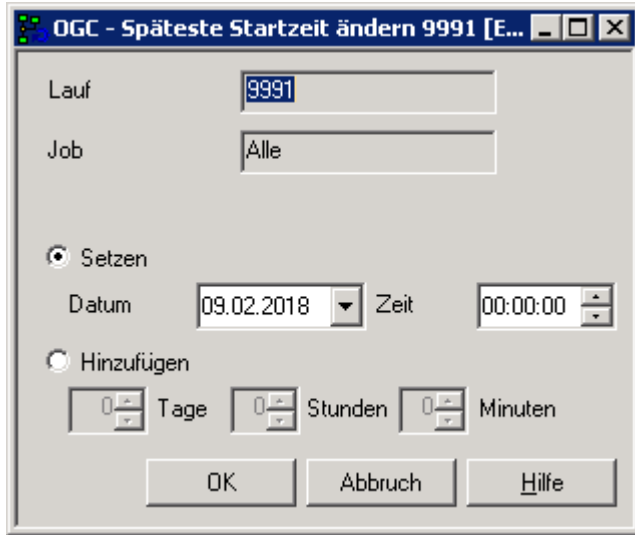 OGC - Späteste Startzeit ändern 9991 [E...
Lauf 9991
Job Alle
Setzen
Datum 09.02.2018 Zeit 00:00:00
Hinzufügen
0 Tage 0 Stunden 0 Minuten
OK Abbruch Hilfe